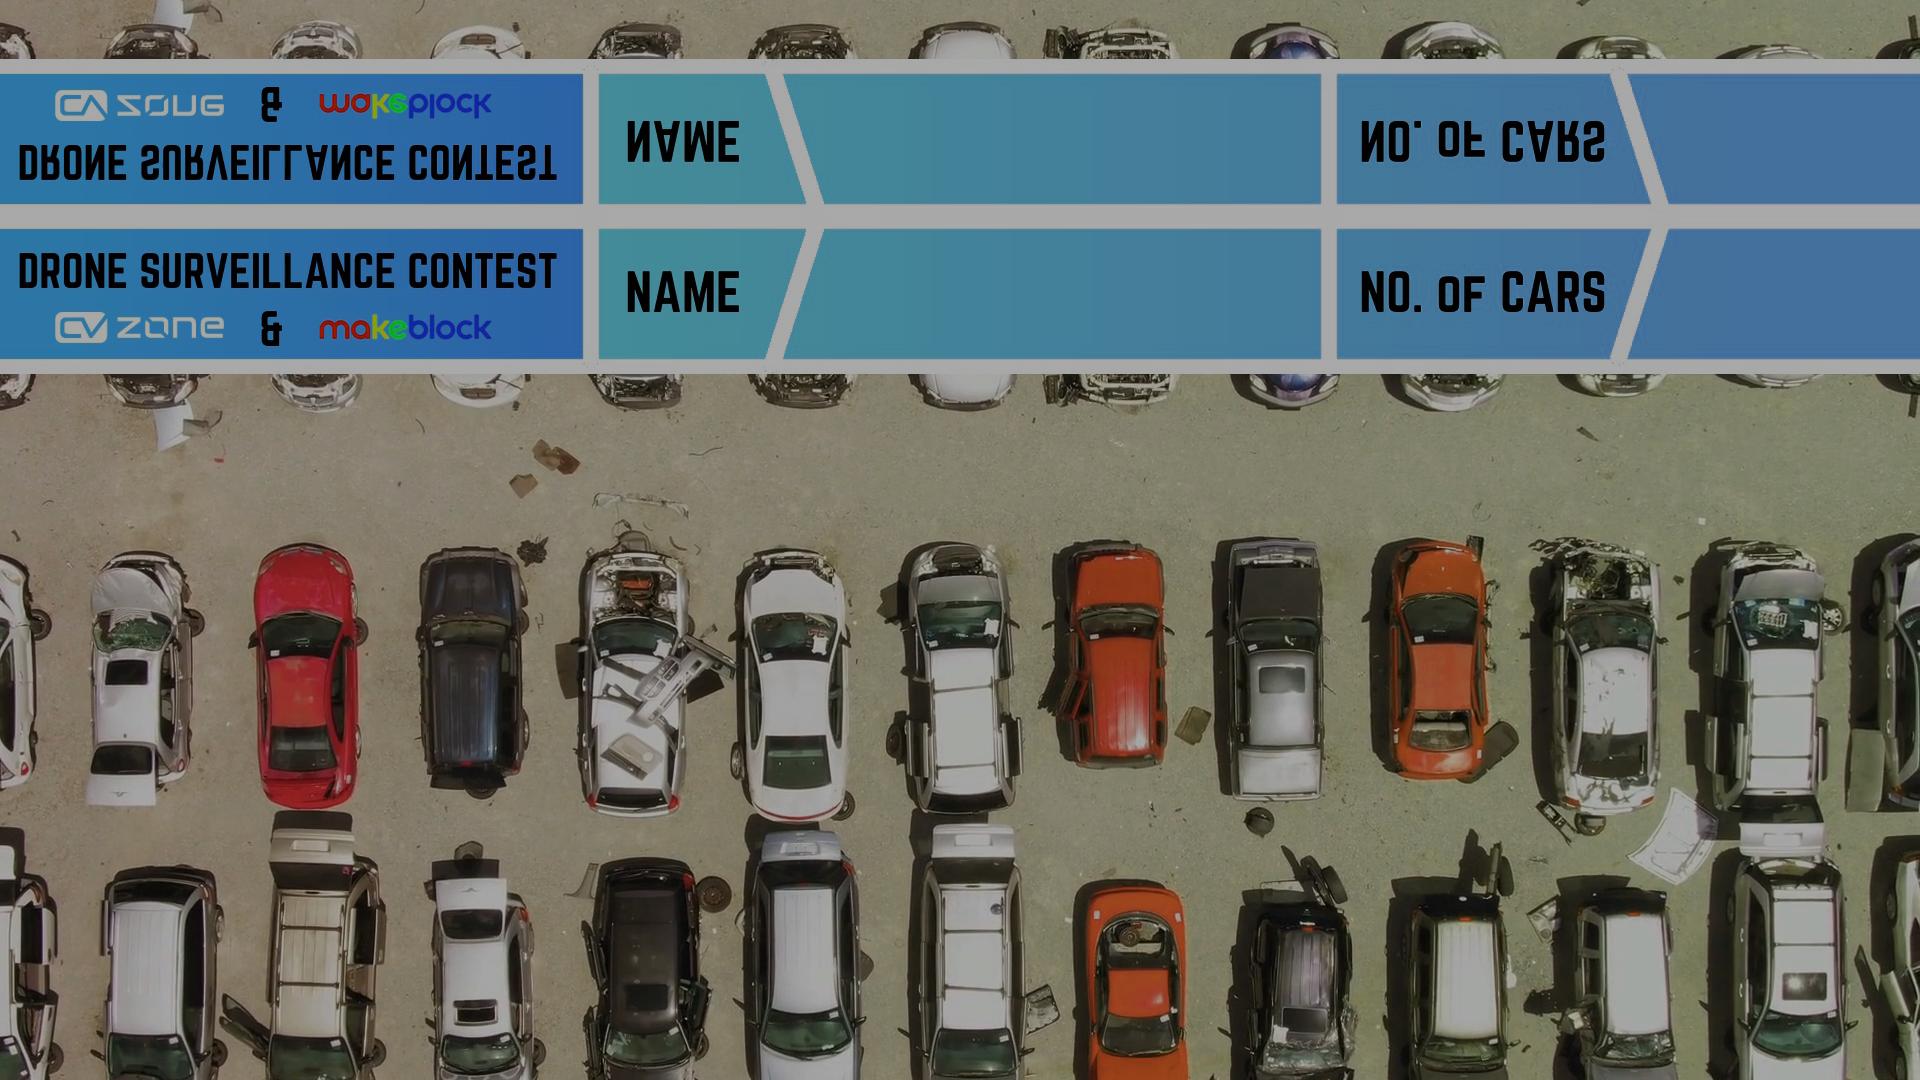 CV zone & makeblock
DRONE SURVEILLANCE CONTEST
NAME
NO. OF CARS
DRONE SURVEILLANCE CONTEST
CV zone & makeblock
NAME
NO. OF CARS